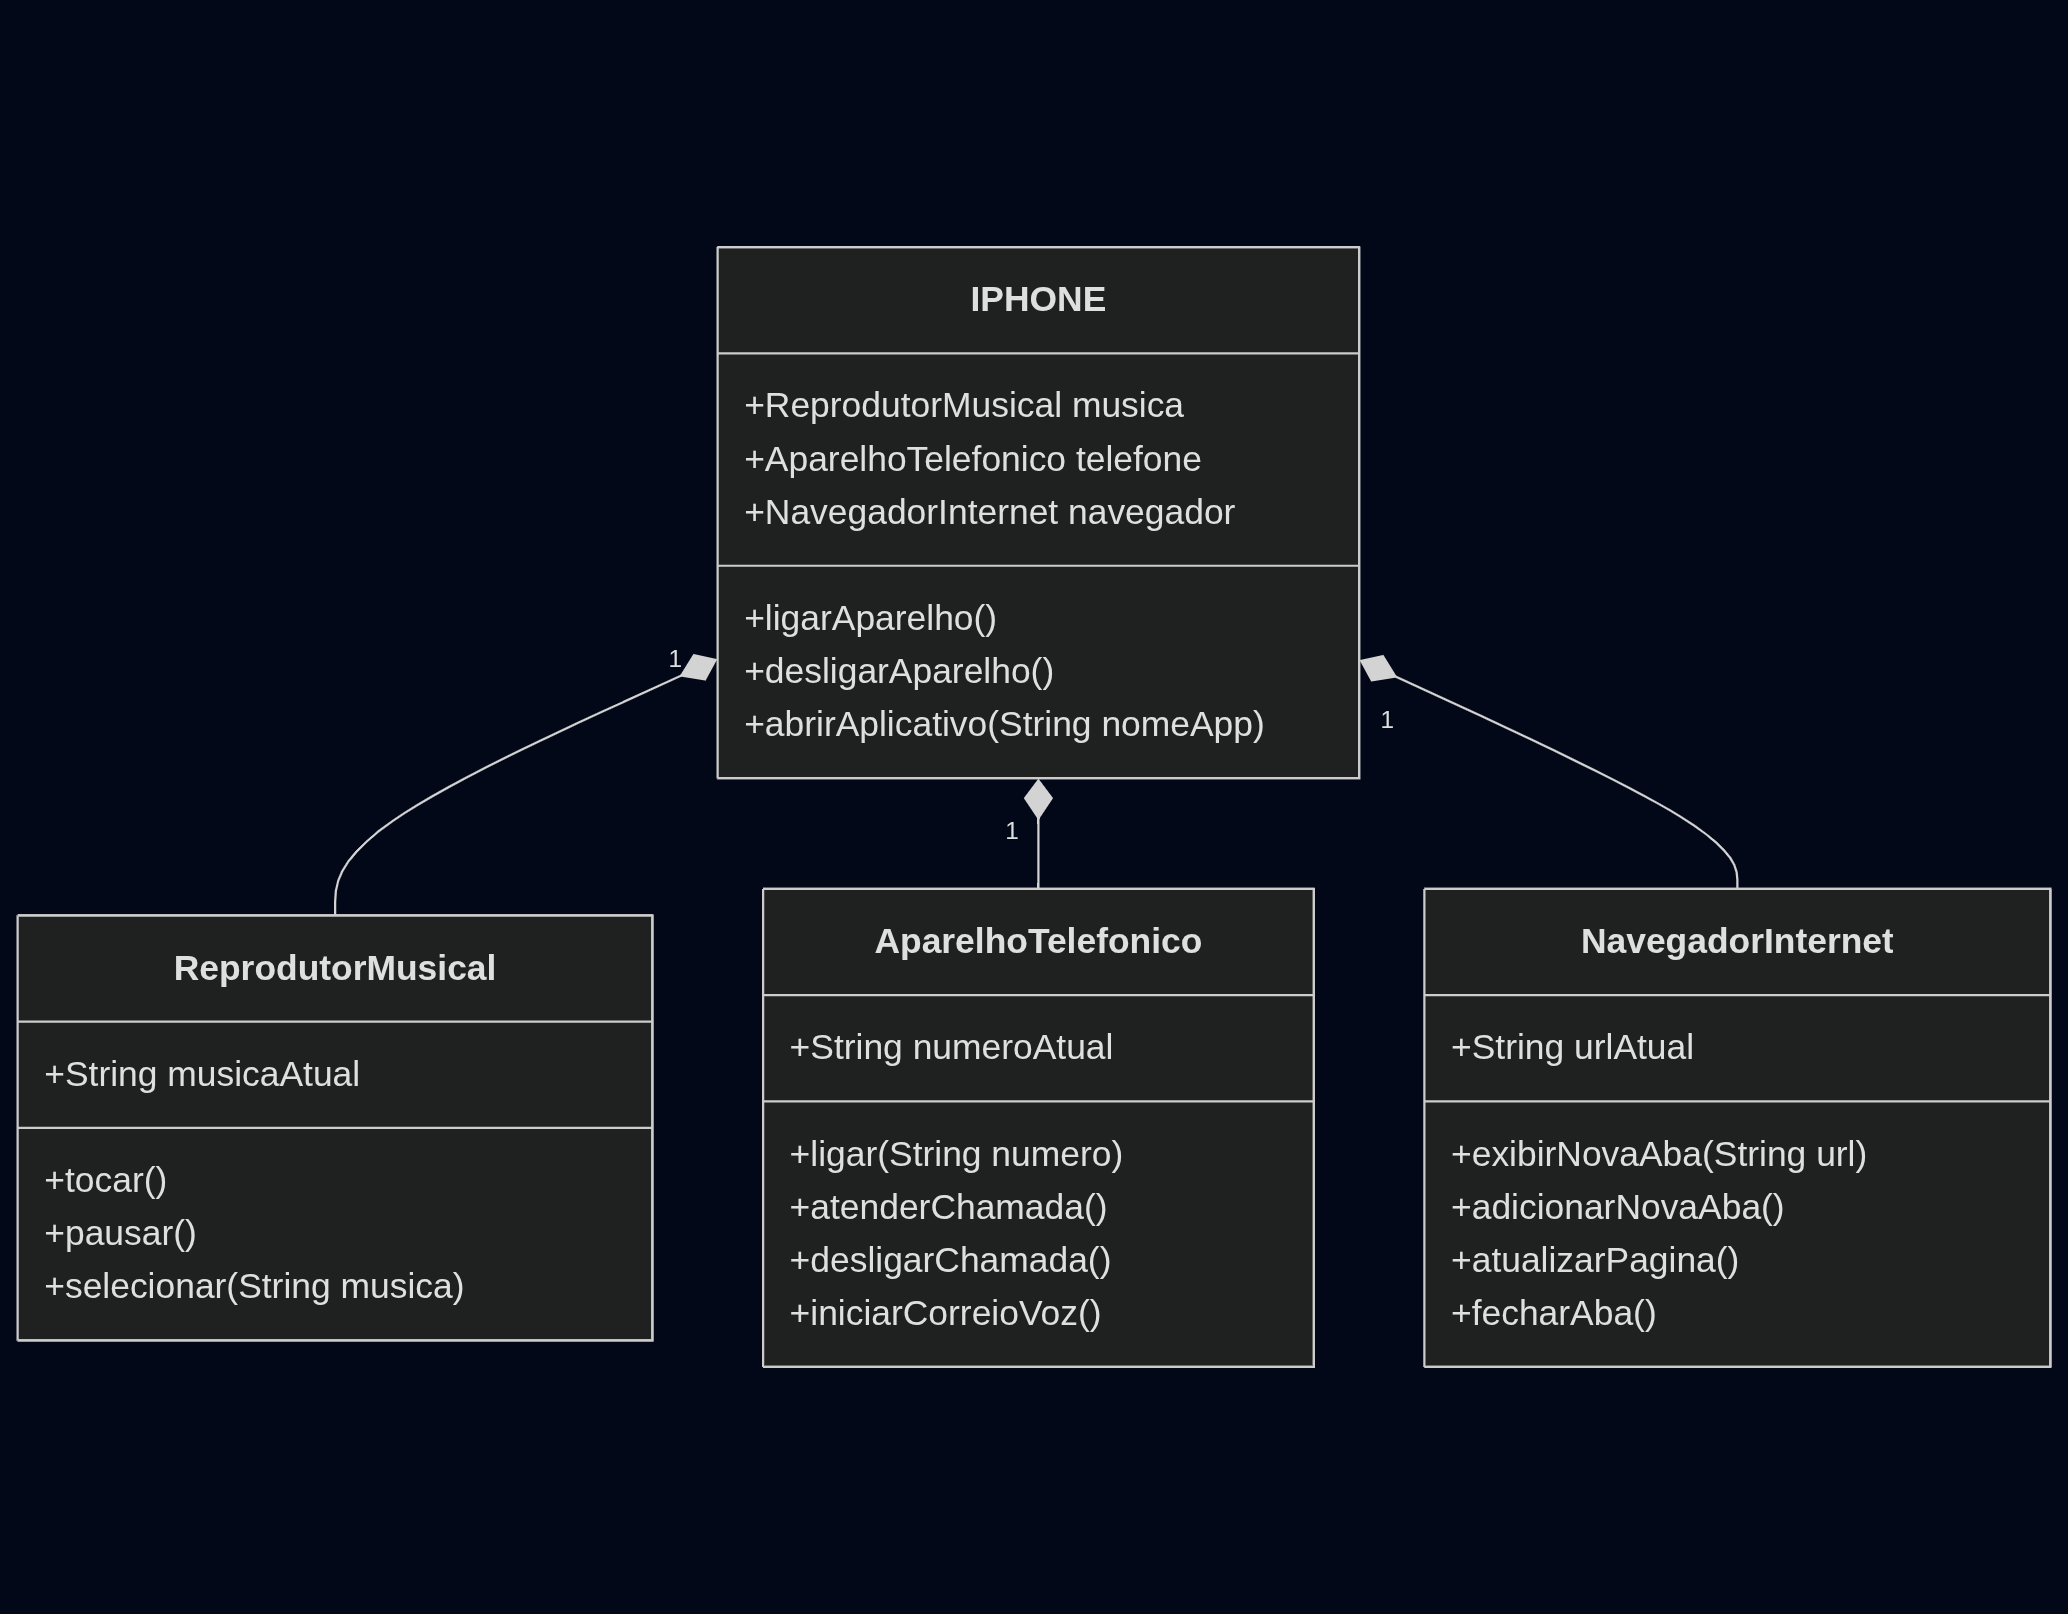 IPHONE
+ReprodutorMusical musica
+AparelhoTelefonico telefone
+NavegadorInternet navegador
+ligarAparelho()
+desligarAparelho()
+abrirAplicativo(String nomeApp)
1
1
1
ReprodutorMusical
+String musicaAtual
+tocar()
+pausar()
+selecionar(String musica)
AparelhoTelefonico
+String numeroAtual
+ligar(String numero)
+atenderChamada()
+desligarChamada()
+iniciarCorreioVoz()
NavegadorInternet
+String urlAtual
+exibirNovaAba(String url)
+adicionarNovaAba()
+atualizarPagina()
+fecharAba()